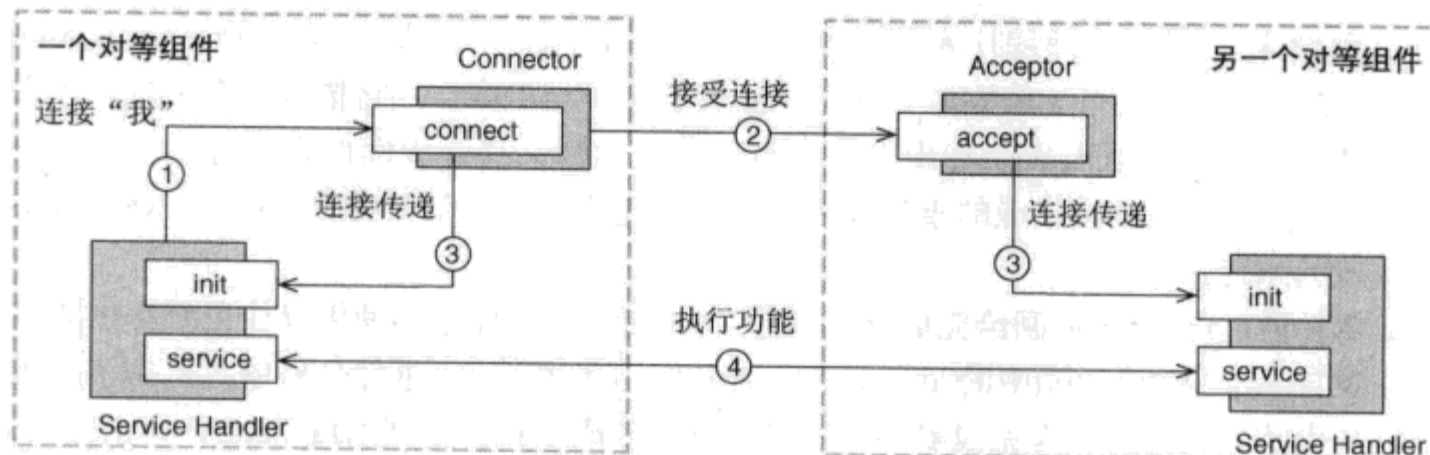 一个对等组件
Connector
连接“我”
connect
①
连接传递
③
init
service
Service Handler
接受连接
②
执行功能
④
另一个对等组件
Acceptor
accept
连接传递
③
init
service
Service Handler